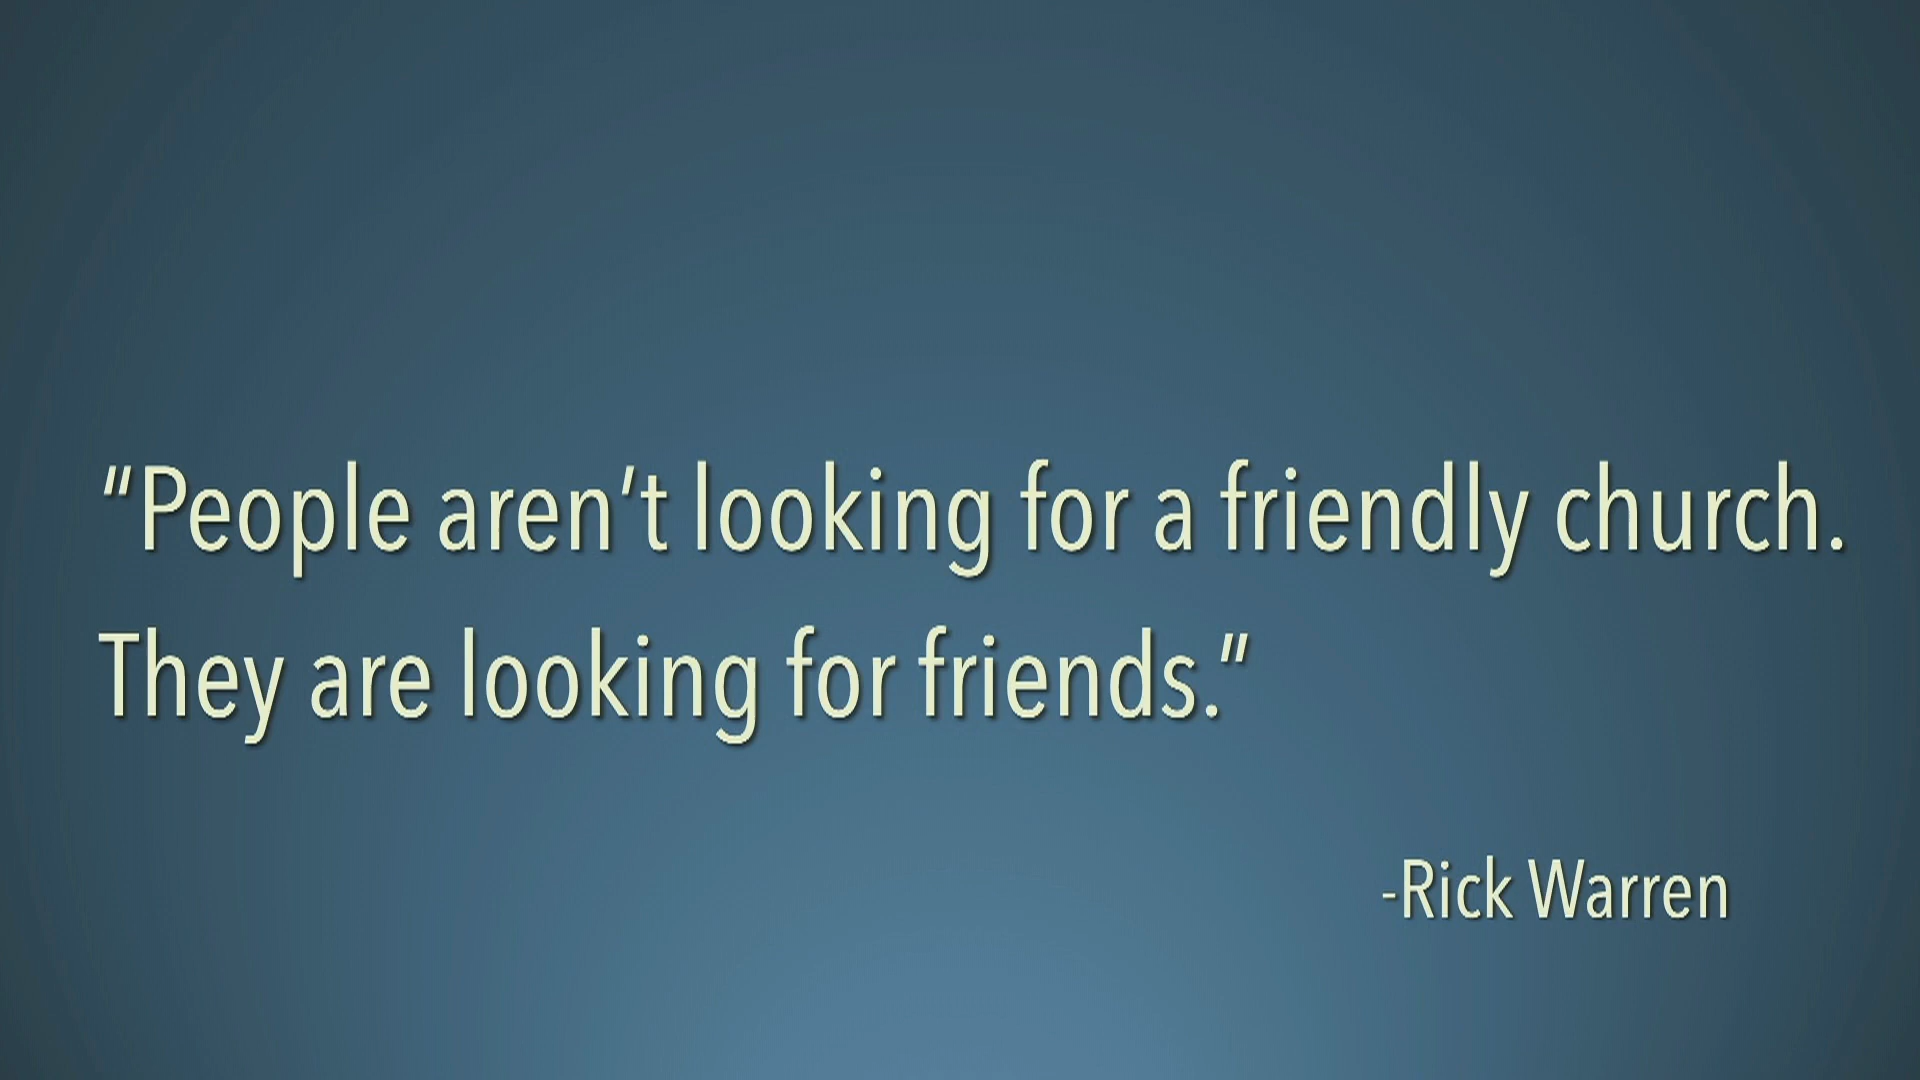 “People aren’t looking for a friendly church.
They are looking for friends.”
-Rick Warren